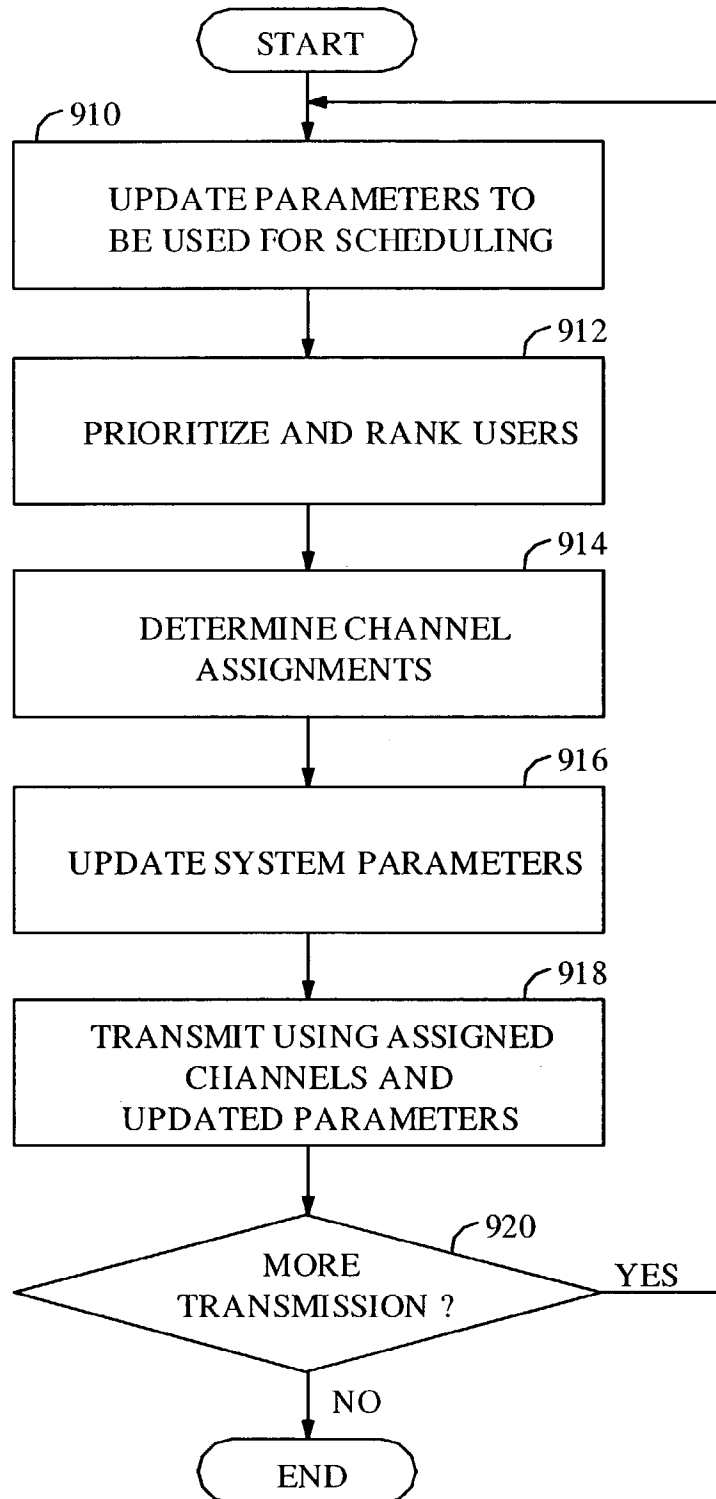 START
910
UPDATE PARAMETERS TO
BE USED FOR SCHEDULING
912
PRIORITIZE AND RANK USERS
914
DETERMINE CHANNEL
ASSIGNMENTS
916
UPDATE SYSTEM PARAMETERS
918
TRANSMIT USING ASSIGNED
CHANNELS AND
UPDATED PARAMETERS
920
MORE
TRANSMISSION ?
YES
NO
END